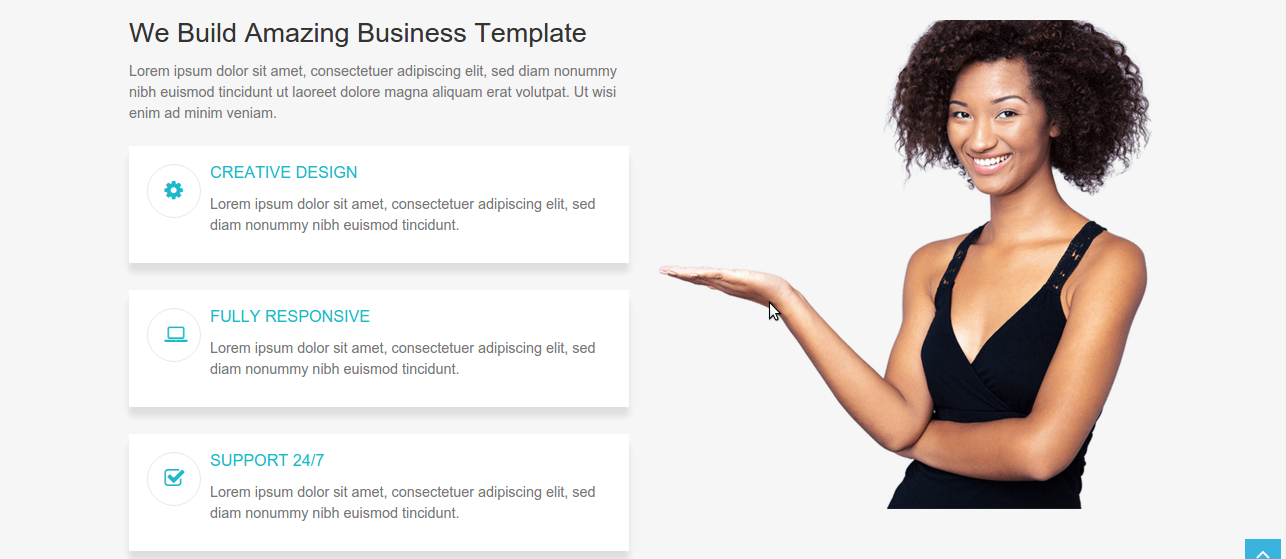 We Build Amazing Business Template
Lorem ipsum dolor sit amet, consectetuer adipiscing elit, sed diam nonummy
nibh euismod tincidunt ut laoreet dolore magna aliquam erat volutpat. Ut wisi
enim ad minim veniam.
CREATIVE DESIGN
Lorem ipsum dolor sit amet, consectetuer adipiscing elit, sed
diam nonummy nibh euismod tincidunt.
FULLY RESPONSIVE
Lorem ipsum dolor sit amet, consectetuer adipiscing elit, sed
diam nonummy nibh euismod tincidunt.
SUPPORT 24/7
Lorem ipsum dolor sit amet, consectetuer adipiscing elit, sed
diam nonummy nibh euismod tincidunt.